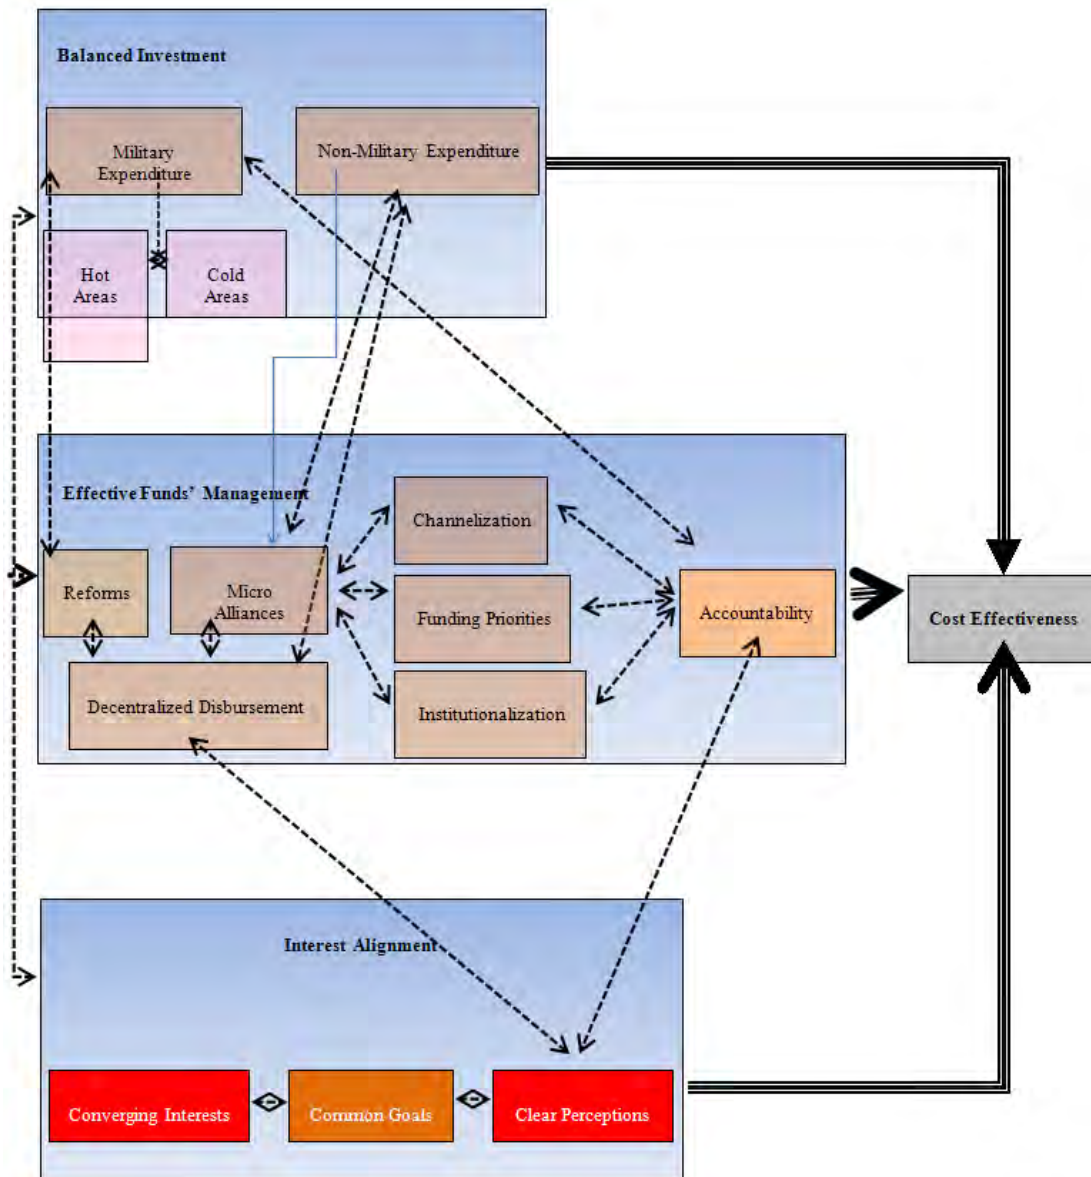 Balanced Investment
Military
Expenditure
Non-Military Expenditure
Hot
Areas
Cold
Areas
Effective Funds’ Management
Channelization
Reforms
Micro
Alliances
Funding Priorities
Accountability
Cost Effectiveness
Decentralized Disbursement
Institutionalization
Interest Alignment
Converging Interests
Common Goals
Clear Perceptions